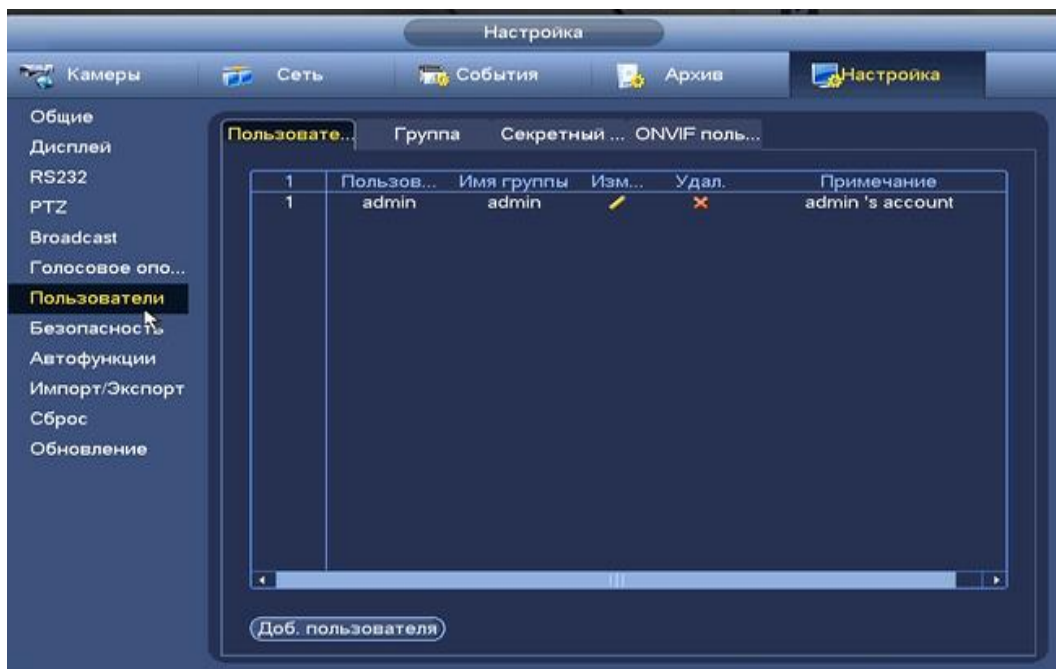 Настройка
Камеры Сеть События Архив Настройка
Общие
Дисплей
RS232
PTZ
Broadcast
Голосовое опо...
Пользователи
Безопасность
Автофункции
Импорт/Экспорт
Сброс
Обновление
Пользовате... Группа Секретный ... ONVIF поль...
1 Пользов... Имя группы Изм... Удал. Примечание
1 admin admin admin 's account
Доб. пользователя